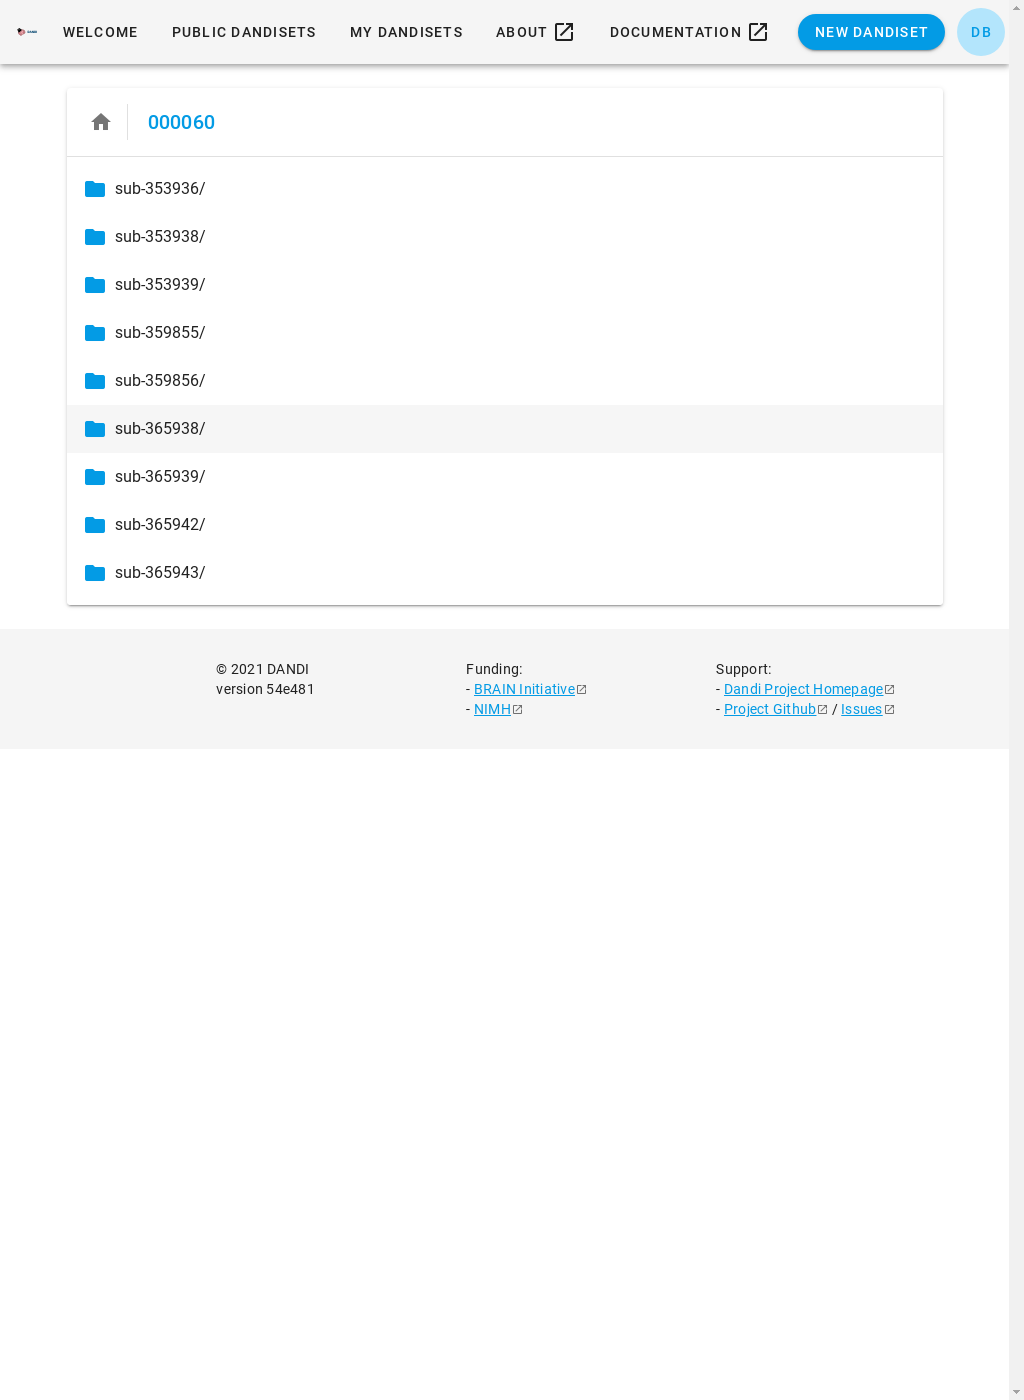 WELCOME PUBLIC DANDISETS MY DANDISETS ABOUT DOCUMENTATION NEW DANDISET DB
000060
sub-353936/
sub-353938/
sub-353939/
sub-359855/
sub-359856/
sub-365938/
sub-365939/
sub-365942/
sub-365943/
© 2021 DANDI
version 54e481
Funding:
- BRAIN Initiative
- NIMH
Support:
- Dandi Project Homepage
- Project Github / Issues